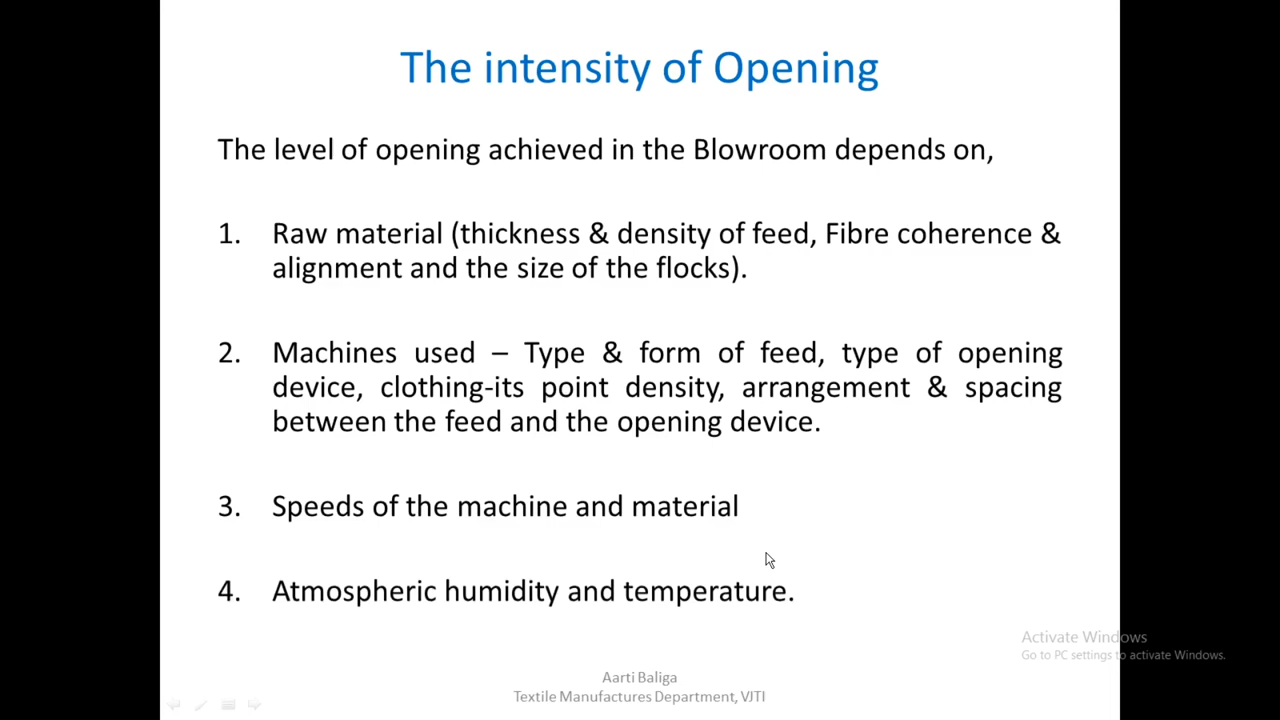 The intensity of Opening
The level of opening achieved in the Blowroom depends on,
1. Raw material (thickness & density of feed, Fibre coherence &
alignment and the size of the flocks).
2. Machines used – Type & form of feed, type of opening
device, clothing-its point density, arrangement & spacing
between the feed and the opening device.
3. Speeds of the machine and material
4. Atmospheric humidity and temperature.
Activate Windows
Go to PC settings to activate Windows.
Aarti Baliga
Textile Manufactures Department, VJTI